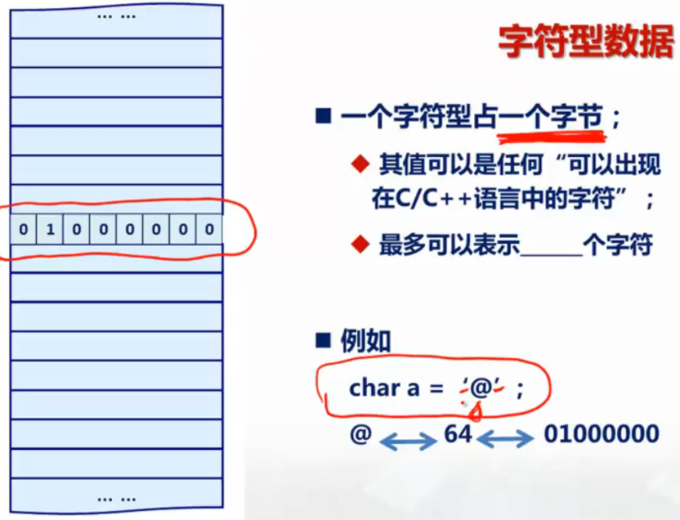 字符型数据
... ...
■ 一个字符型占一个字节；
◆ 其值可以是任何“可以出现
在C/C++语言中的字符”；
◆ 最多可以表示______个字符
0 1 0 0 0 0 0 0
■ 例如
char a = ‘@’ ;
@ 64 01000000
... ...